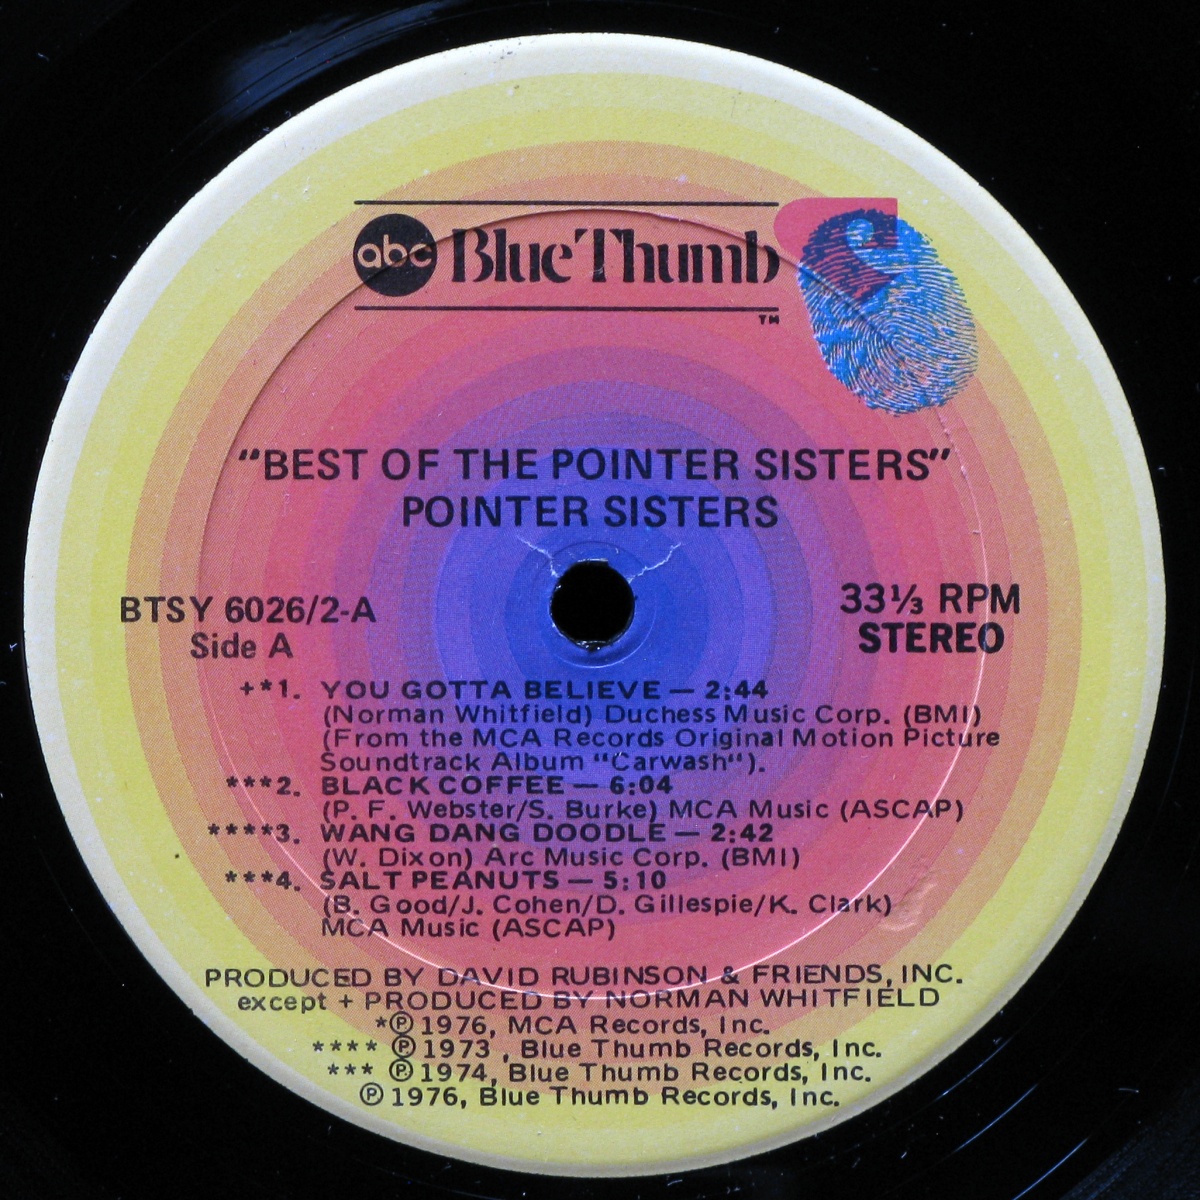 abc Blue Thumb
TM
"BEST OF THE POINTER SISTERS"
POINTER SISTERS
BTSY 6026/2-A
Side A
33⅓ RPM
STEREO
+*1. YOU GOTTA BELIEVE — 2:44
(Norman Whitfield) Duchess Music Corp. (BMI)
(From the MCA Records Original Motion Picture
Soundtrack Album "Carwash").
***2. BLACK COFFEE — 6:04
(P. F. Webster/S. Burke) MCA Music (ASCAP)
****3. WANG DANG DOODLE — 2:42
(W. Dixon) Arc Music Corp. (BMI)
***4. SALT PEANUTS — 5:10
(B. Good/J. Cohen/D. Gillespie/K. Clark)
MCA Music (ASCAP)
PRODUCED BY DAVID RUBINSON & FRIENDS, INC.
except + PRODUCED BY NORMAN WHITFIELD
*℗ 1976, MCA Records, Inc.
**** ℗ 1973 , Blue Thumb Records, Inc.
*** ℗ 1974, Blue Thumb Records, Inc.
℗ 1976, Blue Thumb Records, Inc.